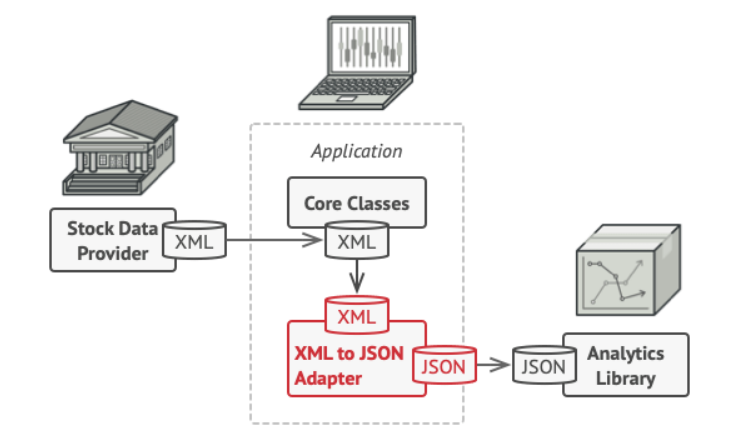 Application
Core Classes
Stock Data
Provider
XML
XML
XML
XML to JSON
Adapter
JSON
JSON
Analytics
Library